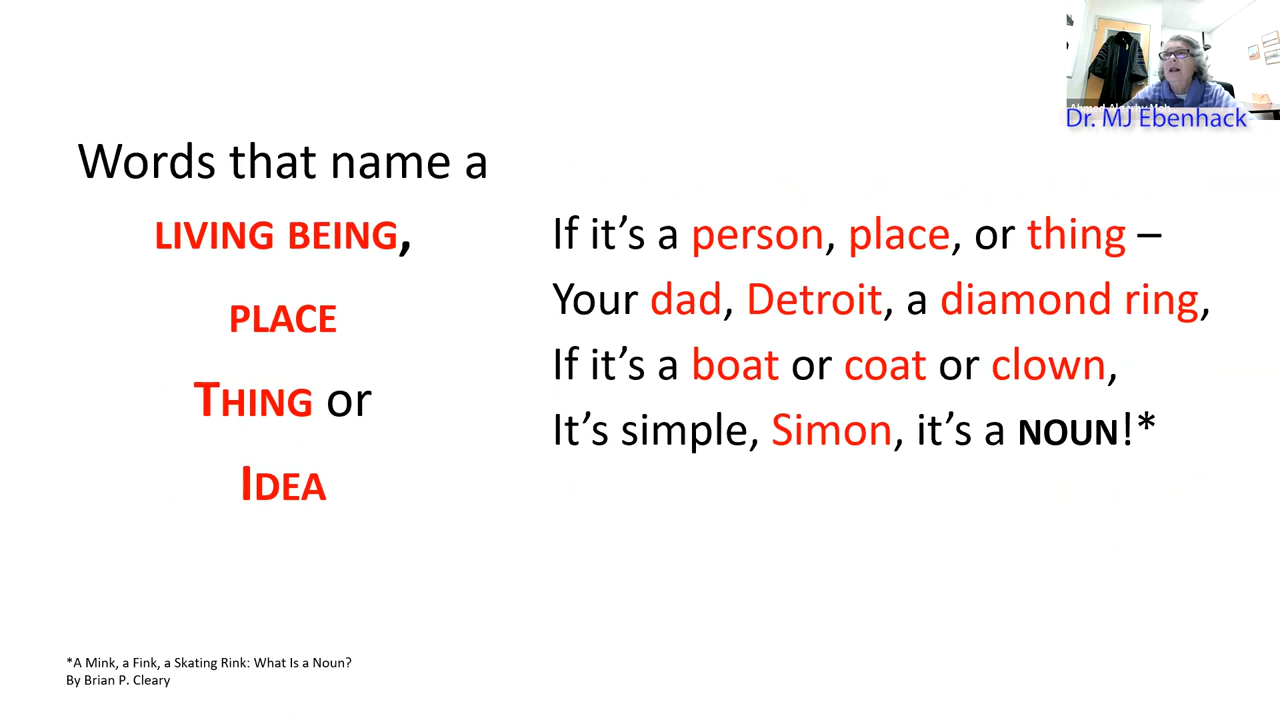 Dr. MJ Ebenhack
Words that name a
LIVING BEING,
PLACE
THING or
IDEA
If it’s a person, place, or thing –
Your dad, Detroit, a diamond ring,
If it’s a boat or coat or clown,
It’s simple, Simon, it’s a NOUN!*
*A Mink, a Fink, a Skating Rink: What Is a Noun?
By Brian P. Cleary